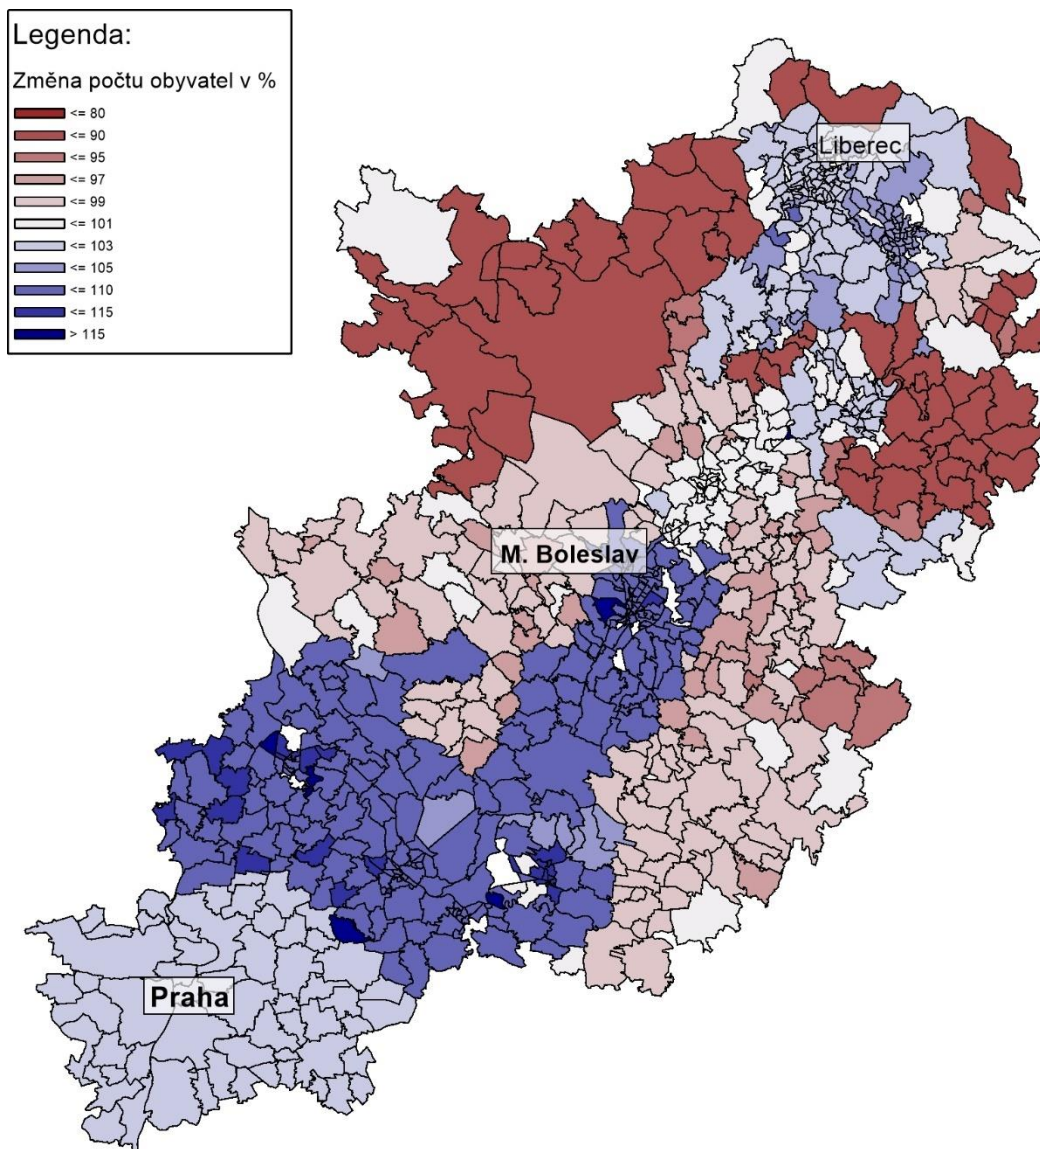 Legenda:
Změna počtu obyvatel v %
<= 80
<= 90
<= 95
<= 97
<= 99
<= 101
<= 103
<= 105
<= 110
<= 115
> 115
Liberec
M. Boleslav
Praha